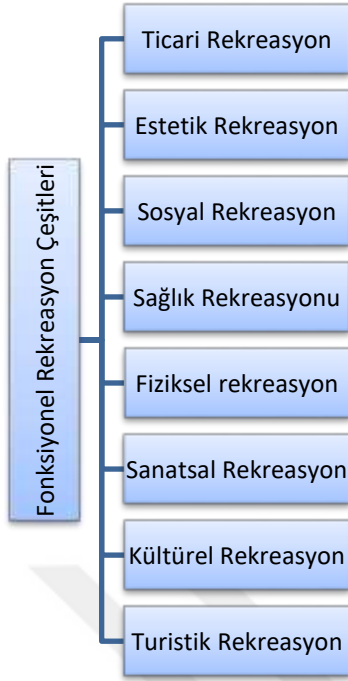 Fonksiyonel Rekreasyon Çeşitleri
Ticari Rekreasyon
Estetik Rekreasyon
Sosyal Rekreasyon
Sağlık Rekreasyonu
Fiziksel rekreasyon
Sanatsal Rekreasyon
Kültürel Rekreasyon
Turistik Rekreasyon